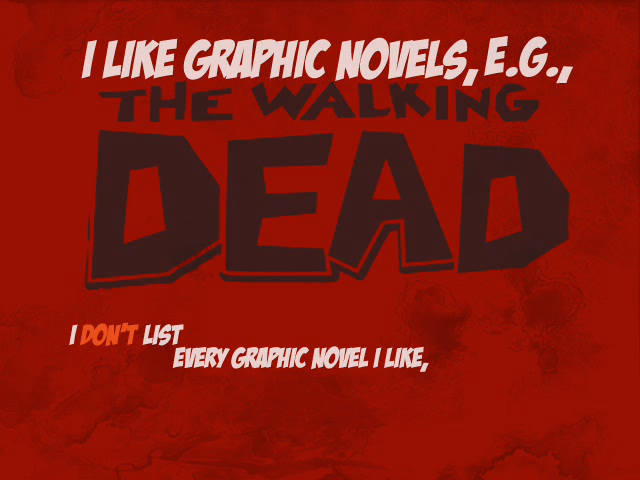 I LIKE GRAPHIC NOVELS, E.G.,
THE WALKING
DEAD
I DON'T LIST
EVERY GRAPHIC NOVEL I LIKE,